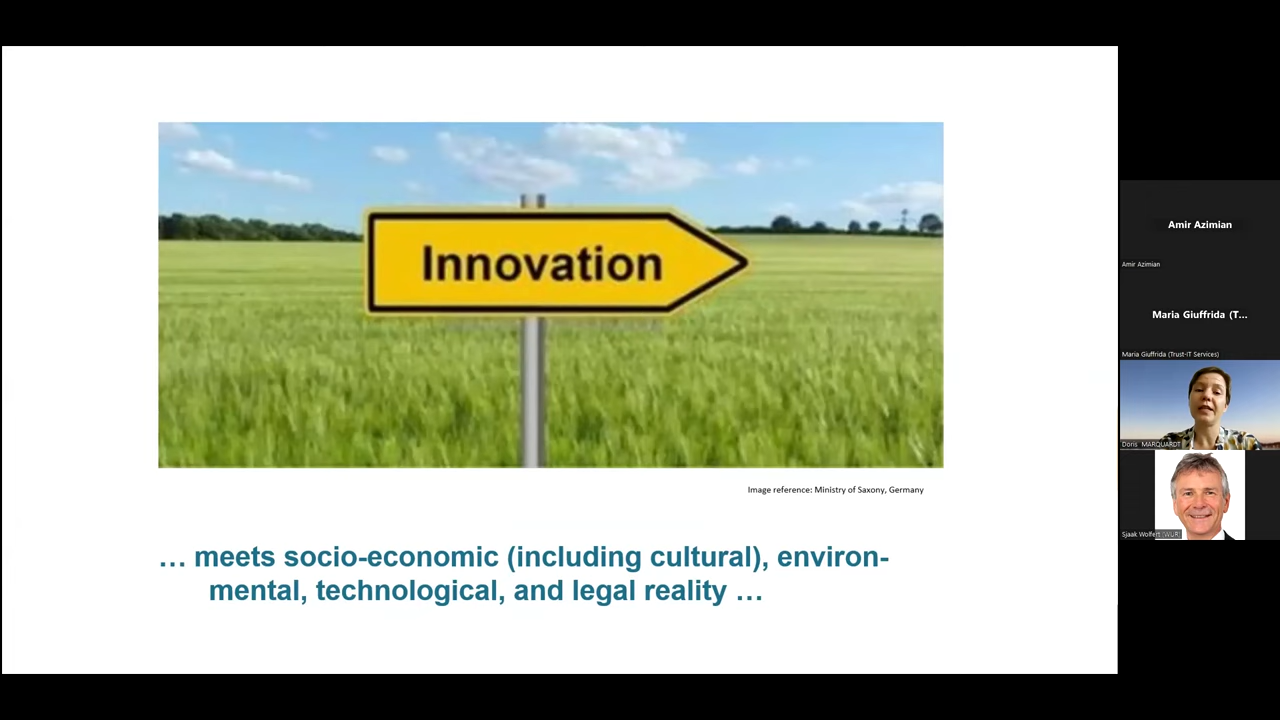 Innovation
Image reference: Ministry of Saxony, Germany
… meets socio-economic (including cultural), environ-
mental, technological, and legal reality …
Amir Azimian
Amir Azimian
Maria Giuffrida (T...
Maria Giuffrida (Trust-IT Services)
Doris MARQUARDT
Sjaak Wolfert (WUR)